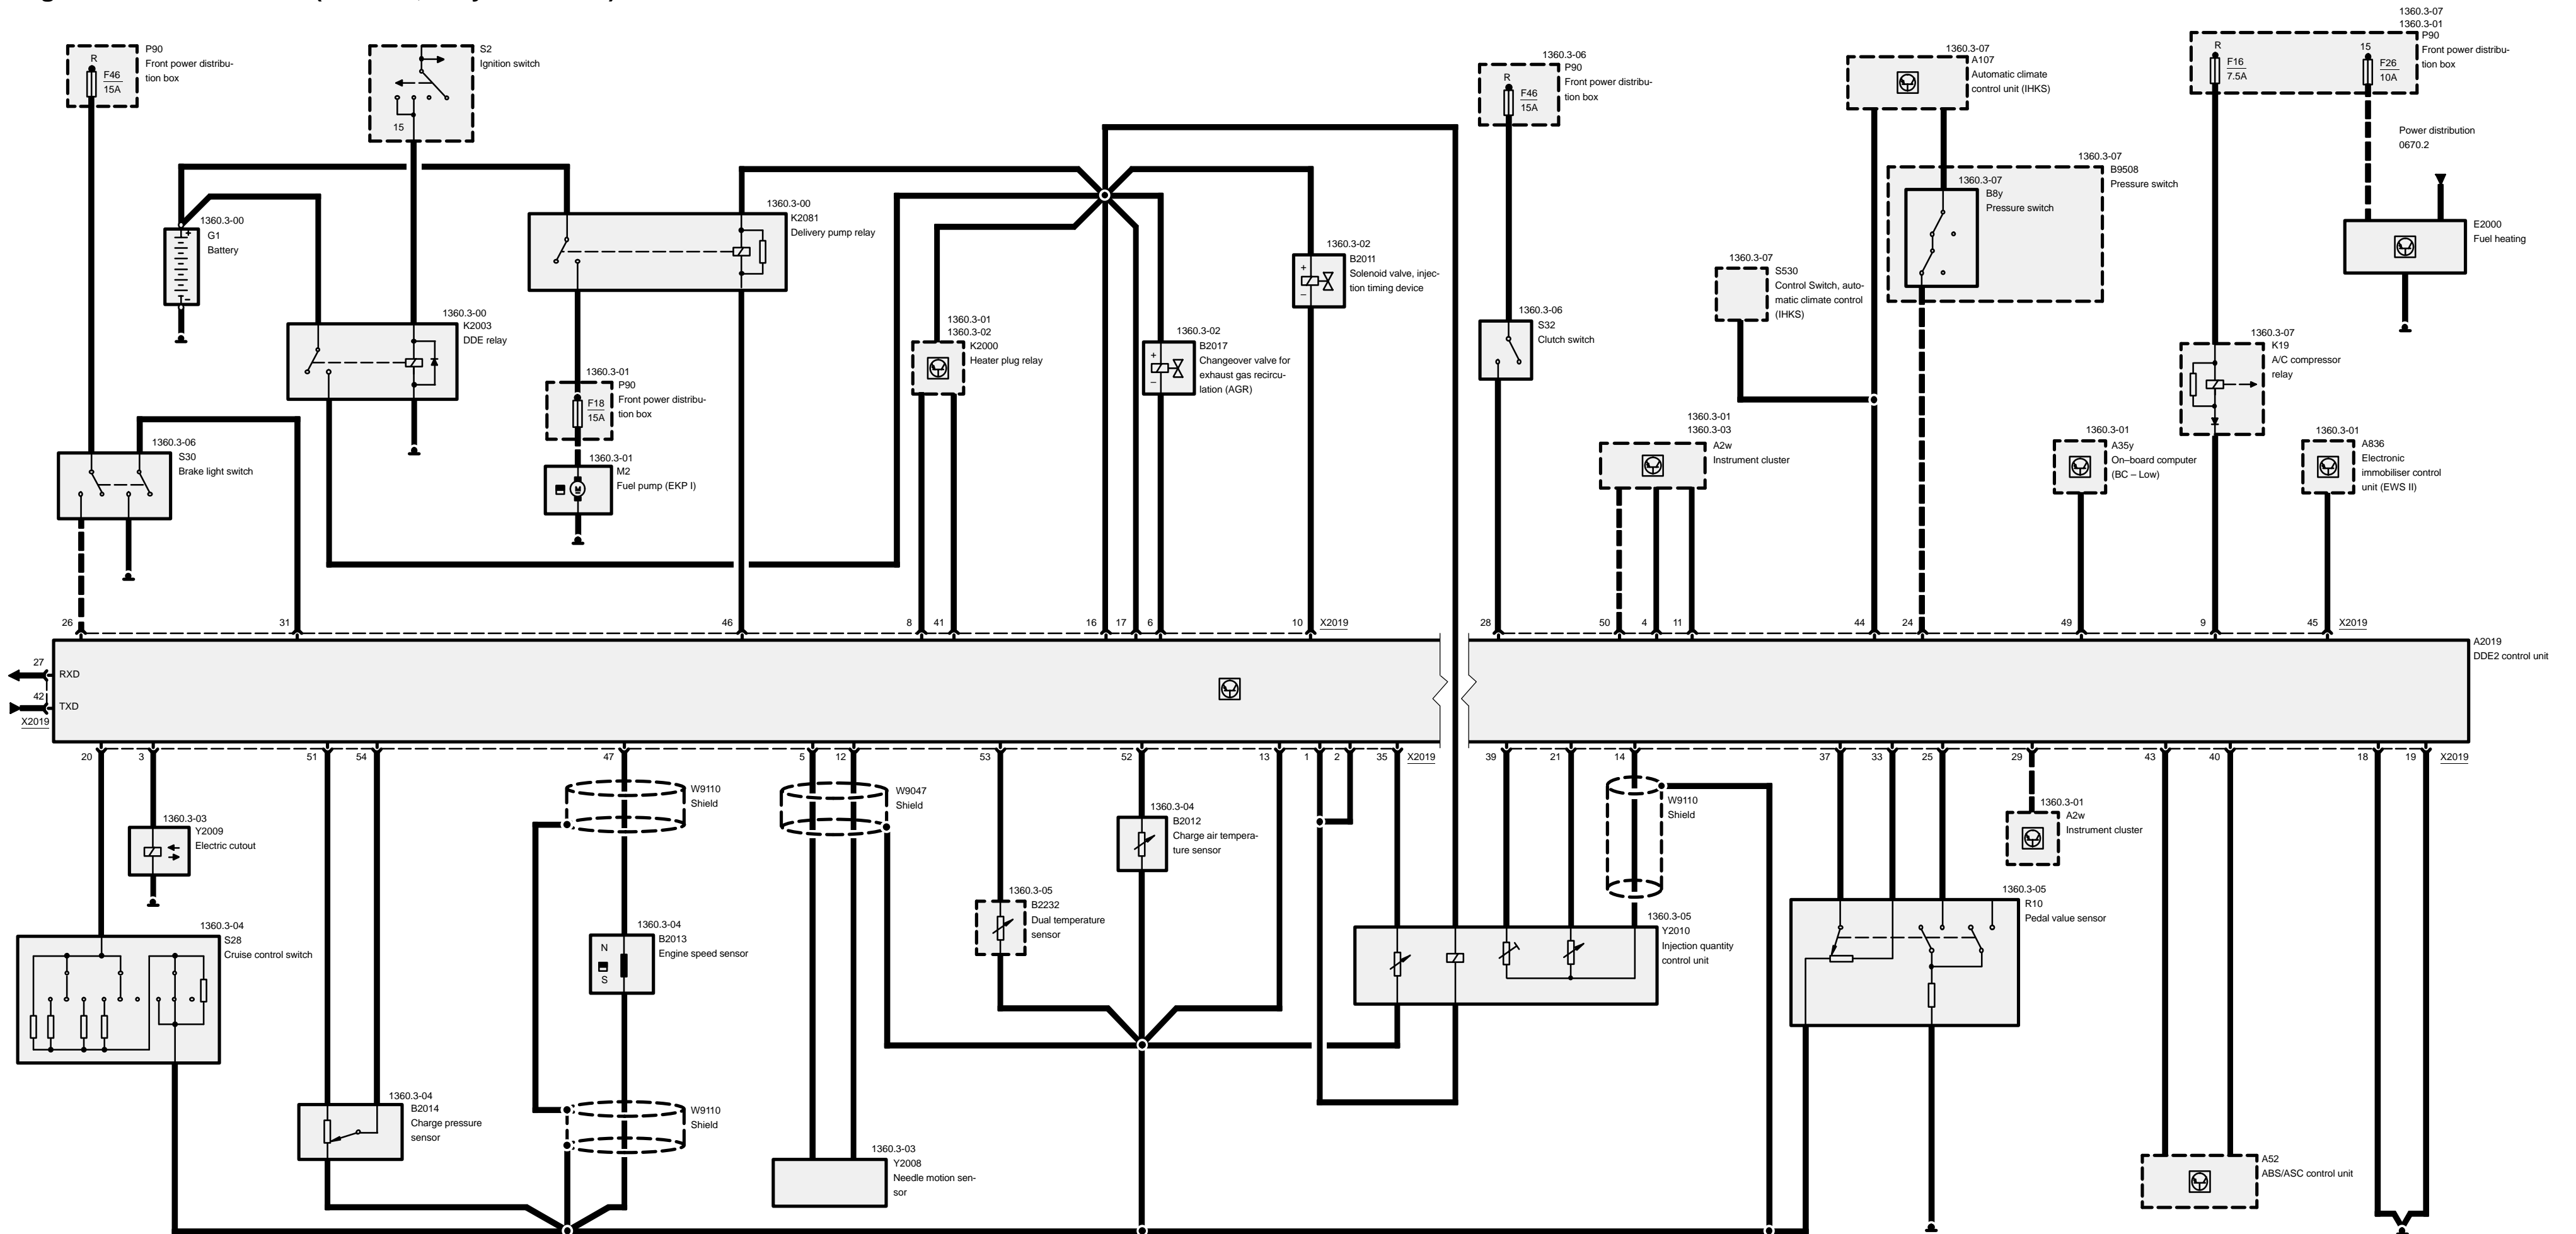 P90
Front power distribu-
tion box
R
F46
15A
S2
Ignition switch
15
1360.3-00
G1
Battery
+
-
1360.3-00
K2003
DDE relay
1360.3-00
K2081
Delivery pump relay
1360.3-01
P90
Front power distribu-
tion box
F18
15A
1360.3-01
M2
Fuel pump (EKP I)
M
1360.3-06
S30
Brake light switch
1360.3-01
1360.3-02
K2000
Heater plug relay
1360.3-02
B2017
Changeover valve for
exhaust gas recircu-
lation (AGR)
+
–
1360.3-02
B2011
Solenoid valve, injec-
tion timing device
+
–
1360.3-06
P90
Front power distribu-
tion box
R
F46
15A
1360.3-06
S32
Clutch switch
1360.3-07
A107
Automatic climate
control unit (IHKS)
1360.3-07
B9508
Pressure switch
1360.3-07
B8y
Pressure switch
1360.3-07
S530
Control Switch, auto-
matic climate control
(IHKS)
1360.3-01
1360.3-03
A2w
Instrument cluster
1360.3-07
1360.3-01
P90
Front power distribu-
tion box
R
F16
7.5A
15
F26
10A
Power distribution
0670.2
E2000
Fuel heating
1360.3-07
K19
A/C compressor
relay
1360.3-01
A35y
On–board computer
(BC – Low)
1360.3-01
A836
Electronic
immobiliser control
unit (EWS II)
26
31
46
8
41
16
17
6
10
X2019
28
50
4
11
44
24
49
9
45
X2019
A2019
DDE2 control unit
27
RXD
42
TXD
X2019
20
3
51
54
47
5
12
53
52
13
1
2
35
X2019
39
21
14
37
33
25
29
43
40
18
19
X2019
1360.3-03
Y2009
Electric cutout
1360.3-04
S28
Cruise control switch
1360.3-04
B2014
Charge pressure
sensor
W9110
Shield
1360.3-04
B2013
Engine speed sensor
N
S
W9110
Shield
W9047
Shield
1360.3-03
Y2008
Needle motion sen-
sor
1360.3-05
B2232
Dual temperature
sensor
1360.3-04
B2012
Charge air tempera-
ture sensor
W9110
Shield
1360.3-05
Y2010
Injection quantity
control unit
1360.3-01
A2w
Instrument cluster
1360.3-05
R10
Pedal value sensor
A52
ABS/ASC control unit